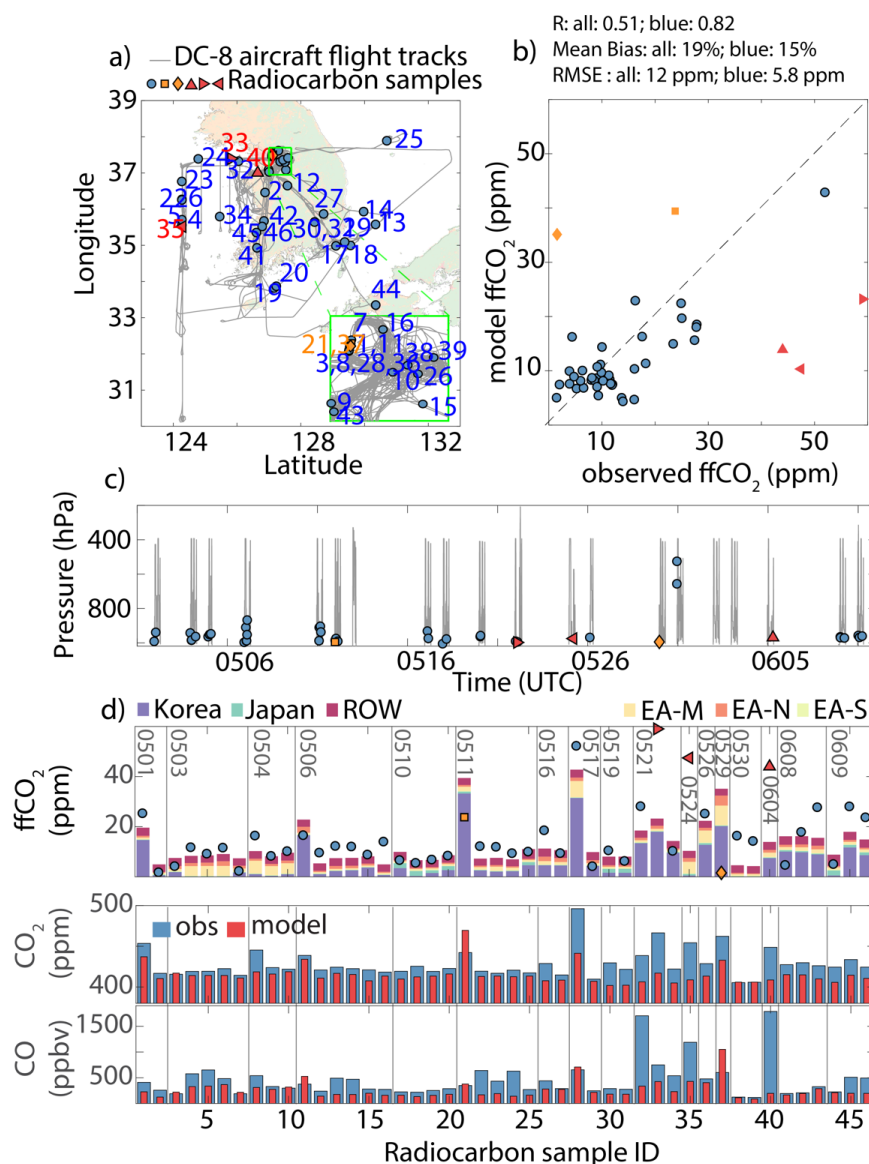 R: all: 0.51; blue: 0.82
Mean Bias: all: 19%; blue: 15%
RMSE : all: 12 ppm; blue: 5.8 ppm
a)
b)
DC-8 aircraft flight tracks
Radiocarbon samples
39
37
35
33
31
Longitude
124
128
132
Latitude
33
25
24
40
32
23
12
2
27
14
13
34
42
30,31
29
35
45
46
41
17
18
20
19
44
7
16
21,37
1,11
38
39
3,8,28,36
10
26
9
43
15
60
50
30
10
model ffCO2 (ppm)
10
30
50
observed ffCO2 (ppm)
c)
Pressure (hPa)
400
800
0506
0516
0526
0605
Time (UTC)
d)
Korea
Japan
ROW
EA-M
EA-N
EA-S
ffCO2
(ppm)
40
20
0501
0503
0504
0506
0510
0511
0516
0517
0519
0521
0524
0526
0529
0530
0604
0608
0609
CO2
(ppm)
500
400
obs
model
CO
(ppbv)
1500
500
5
10
15
20
25
30
35
40
45
Radiocarbon sample ID